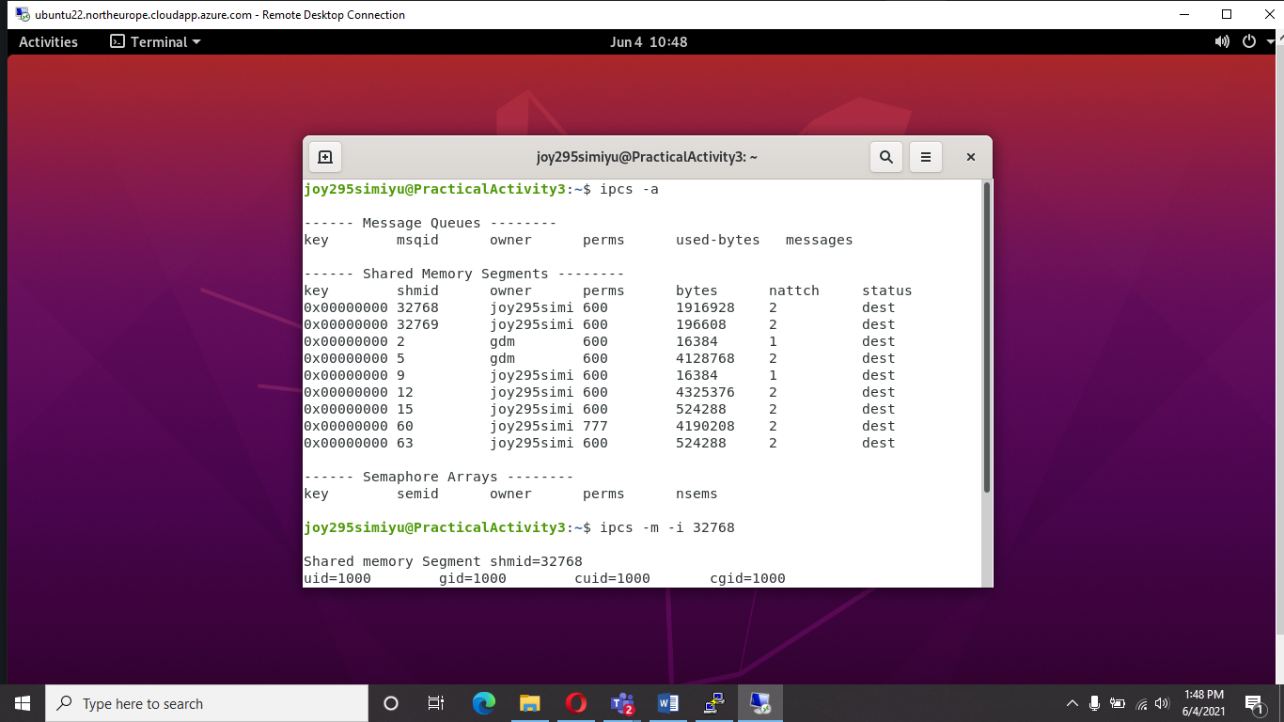 ubuntu22.northeurope.cloudapp.azure.com - Remote Desktop Connection
Activities Terminal Jun 4 10:48
joy295simiyu@PracticalActivity3: ~
joy295simiyu@PracticalActivity3:~$ ipcs -a
------ Message Queues --------
key msqid owner perms used-bytes messages
------ Shared Memory Segments --------
key shmid owner perms bytes nattch status
0x00000000 32768 joy295simi 600 1916928 2 dest
0x00000000 32769 joy295simi 600 196608 2 dest
0x00000000 2 gdm 600 16384 1 dest
0x00000000 5 gdm 600 4128768 2 dest
0x00000000 9 joy295simi 600 16384 1 dest
0x00000000 12 joy295simi 600 4325376 2 dest
0x00000000 15 joy295simi 600 524288 2 dest
0x00000000 60 joy295simi 777 4190208 2 dest
0x00000000 63 joy295simi 600 524288 2 dest
------ Semaphore Arrays --------
key semid owner perms nsems
joy295simiyu@PracticalActivity3:~$ ipcs -m -i 32768
Shared memory Segment shmid=32768
uid=1000 gid=1000 cuid=1000 cgid=1000
Type here to search
2
1:48 PM
6/4/2021
1